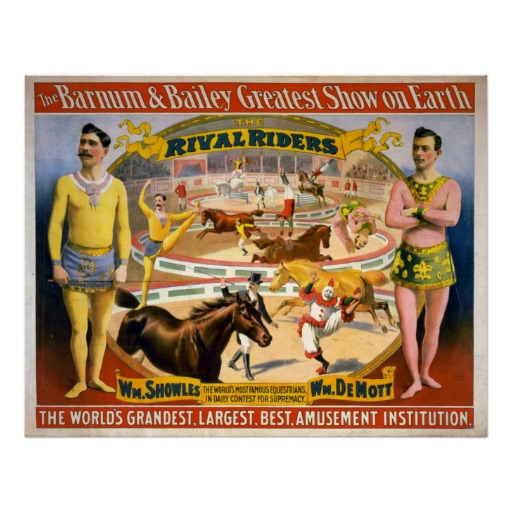 The Barnum & Bailey Greatest Show on Earth
THE
RIVAL RIDERS
WM. SHOWLES
THE WORLD'S MOST FAMOUS EQUESTRIANS,
IN DAILY CONTEST FOR SUPREMACY.
WM. DE MOTT
THE WORLD'S GRANDEST, LARGEST, BEST, AMUSEMENT INSTITUTION.